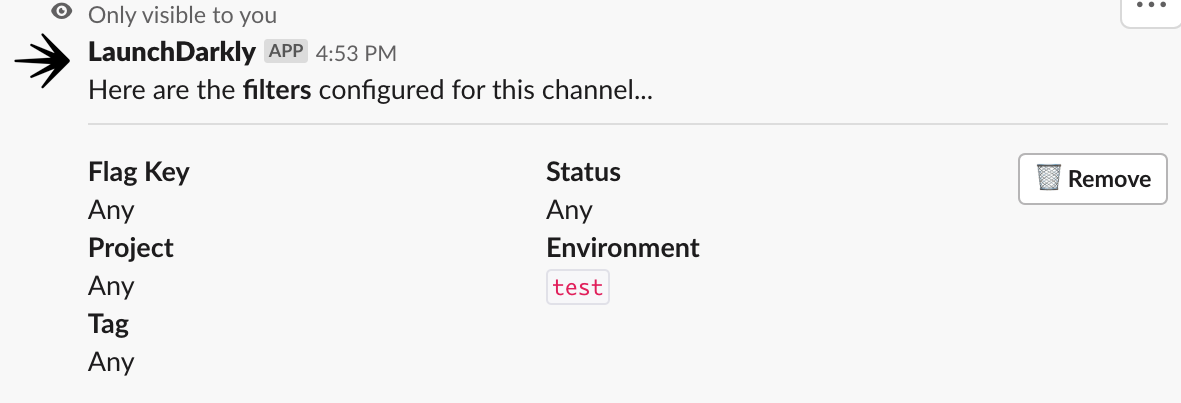 Only visible to you
LaunchDarkly APP 4:53 PM
Here are the filters configured for this channel...
Flag Key
Any
Project
Any
Tag
Any
Status
Any
Environment
test
Remove